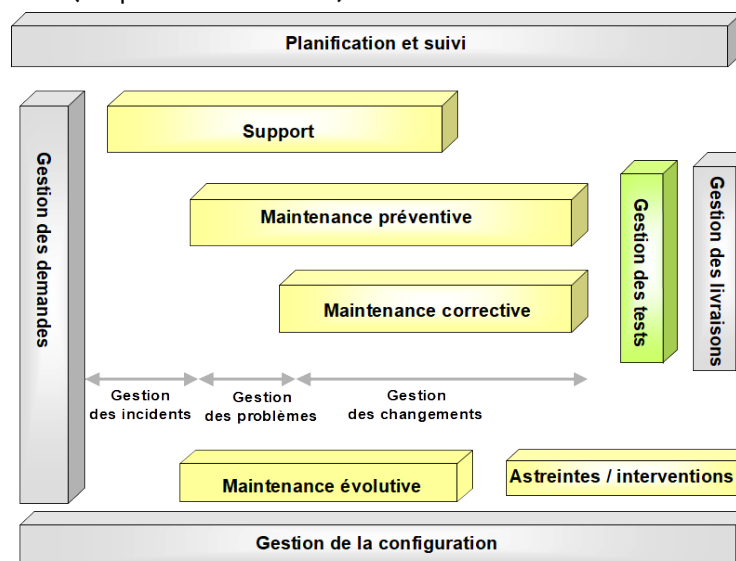 Planification et suivi
Support
Gestion des demandes
Maintenance préventive
Gestion des tests
Gestion des livraisons
Maintenance corrective
Gestion
des incidents
Gestion
des problèmes
Gestion
des changements
Maintenance évolutive
Astreintes / interventions
Gestion de la configuration